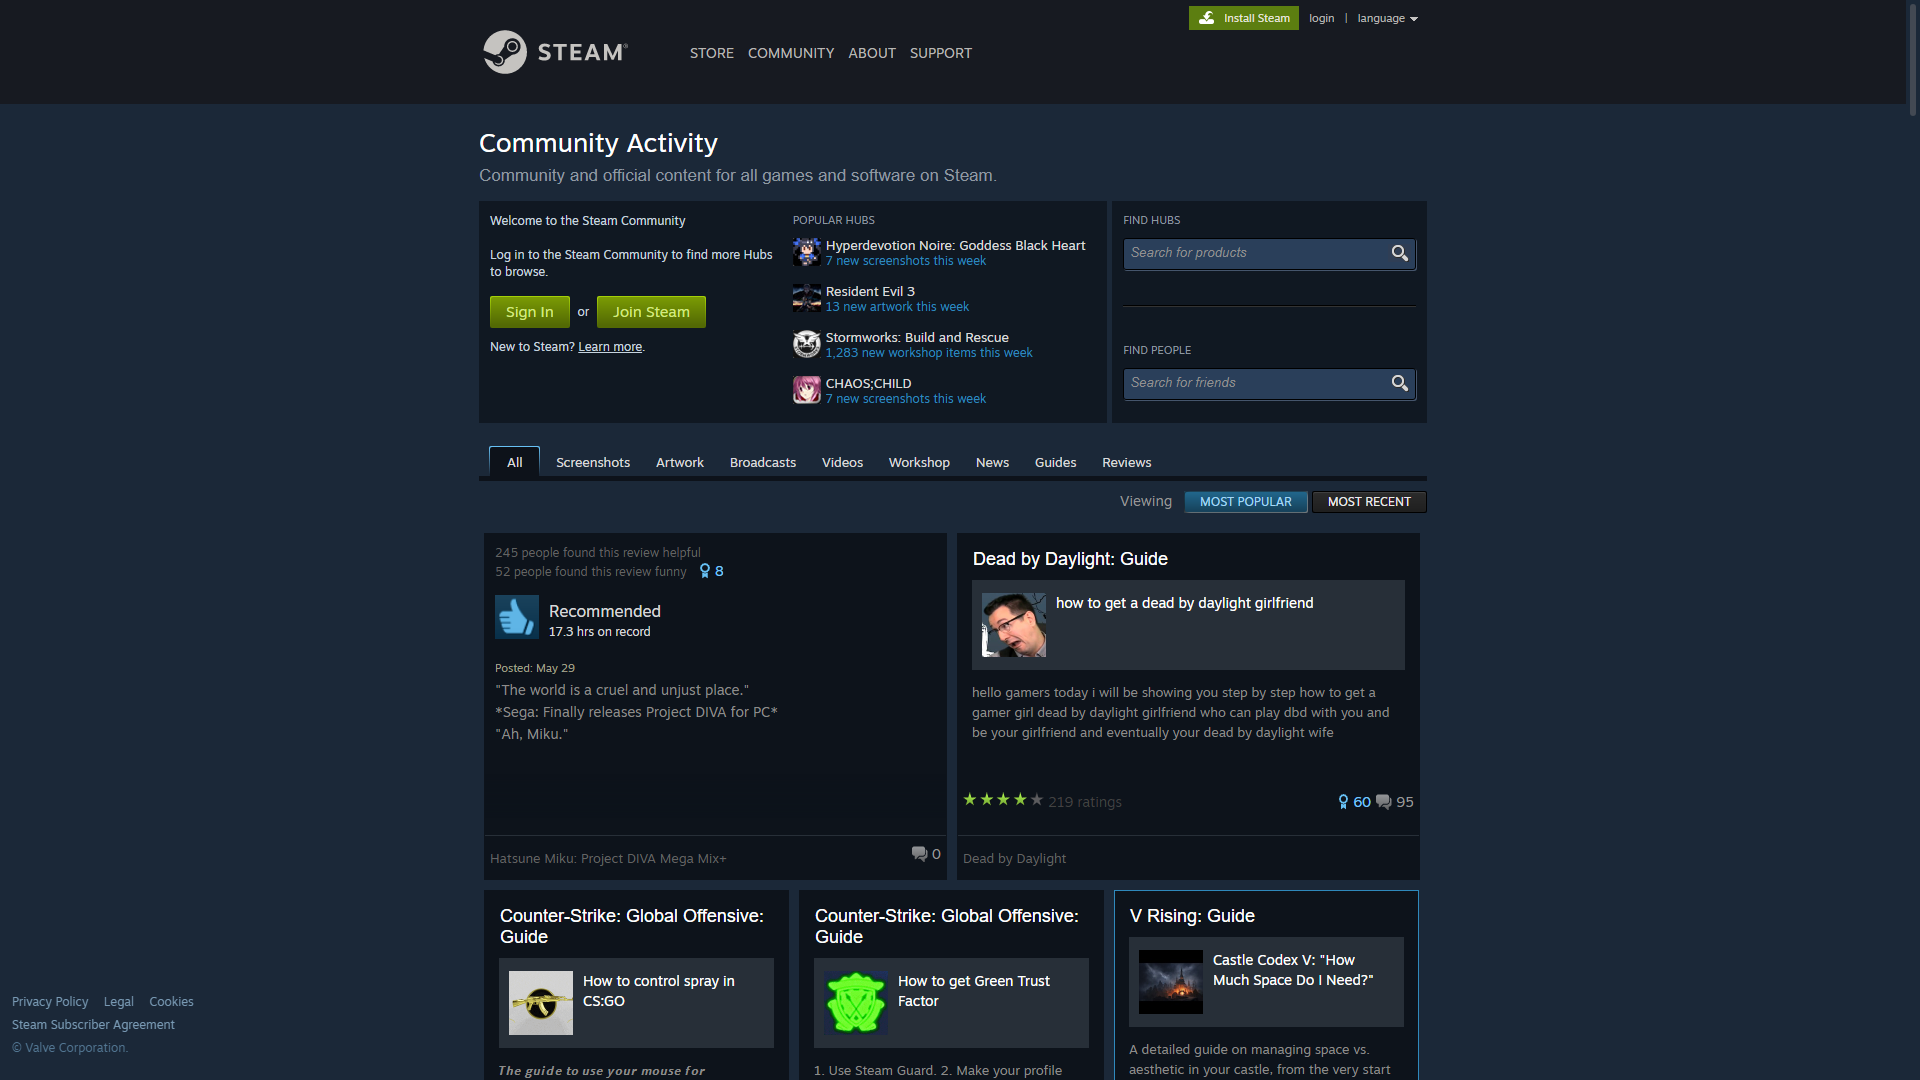 Install Steam
login | language
STEAM®
STORE COMMUNITY ABOUT SUPPORT
Community Activity
Community and official content for all games and software on Steam.
Welcome to the Steam Community
Log in to the Steam Community to find more Hubs
to browse.
Sign In or Join Steam
New to Steam? Learn more.
POPULAR HUBS
Hyperdevotion Noire: Goddess Black Heart
7 new screenshots this week
Resident Evil 3
13 new artwork this week
Stormworks: Build and Rescue
1,283 new workshop items this week
CHAOS;CHILD
7 new screenshots this week
FIND HUBS
Search for products
FIND PEOPLE
Search for friends
All Screenshots Artwork Broadcasts Videos Workshop News Guides Reviews
Viewing MOST POPULAR MOST RECENT
245 people found this review helpful
52 people found this review funny 8
Recommended
17.3 hrs on record
Posted: May 29
"The world is a cruel and unjust place."
*Sega: Finally releases Project DIVA for PC*
"Ah, Miku."
Hatsune Miku: Project DIVA Mega Mix+ 0
Dead by Daylight: Guide
how to get a dead by daylight girlfriend
hello gamers today i will be showing you step by step how to get a
gamer girl dead by daylight girlfriend who can play dbd with you and
be your girlfriend and eventually your dead by daylight wife
219 ratings 60 95
Dead by Daylight
Counter-Strike: Global Offensive:
Guide
How to control spray in
CS:GO
The guide to use your mouse for
Counter-Strike: Global Offensive:
Guide
How to get Green Trust
Factor
1. Use Steam Guard. 2. Make your profile
V Rising: Guide
Castle Codex V: "How
Much Space Do I Need?"
A detailed guide on managing space vs.
aesthetic in your castle, from the very start
Privacy Policy Legal Cookies
Steam Subscriber Agreement
© Valve Corporation.